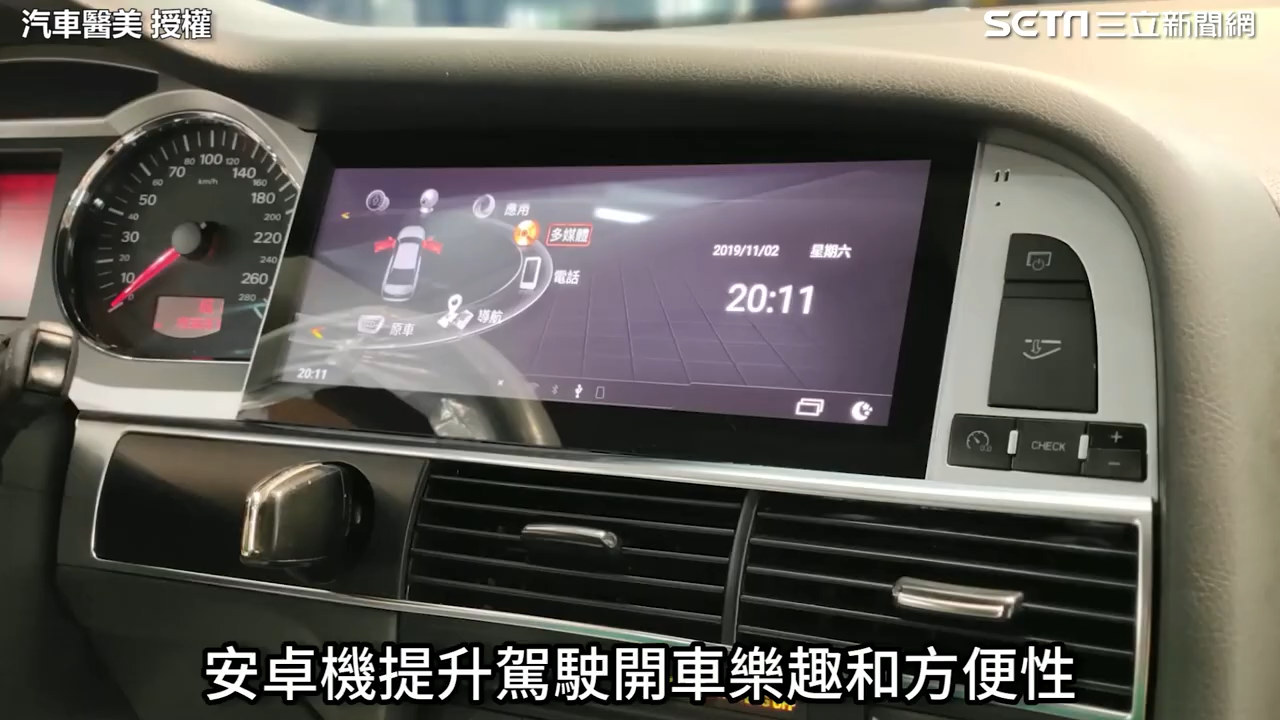 汽車醫美 授權
SETN三立新聞網
100
80
120
70
140
km/h
60
160
50
180
40
200
30
220
20
240
10
260
280
應用
多媒體
電話
導航
原車
2019/11/02 星期六
20:11
20:11
CHECK
+
-
安卓機提升駕駛開車樂趣和方便性